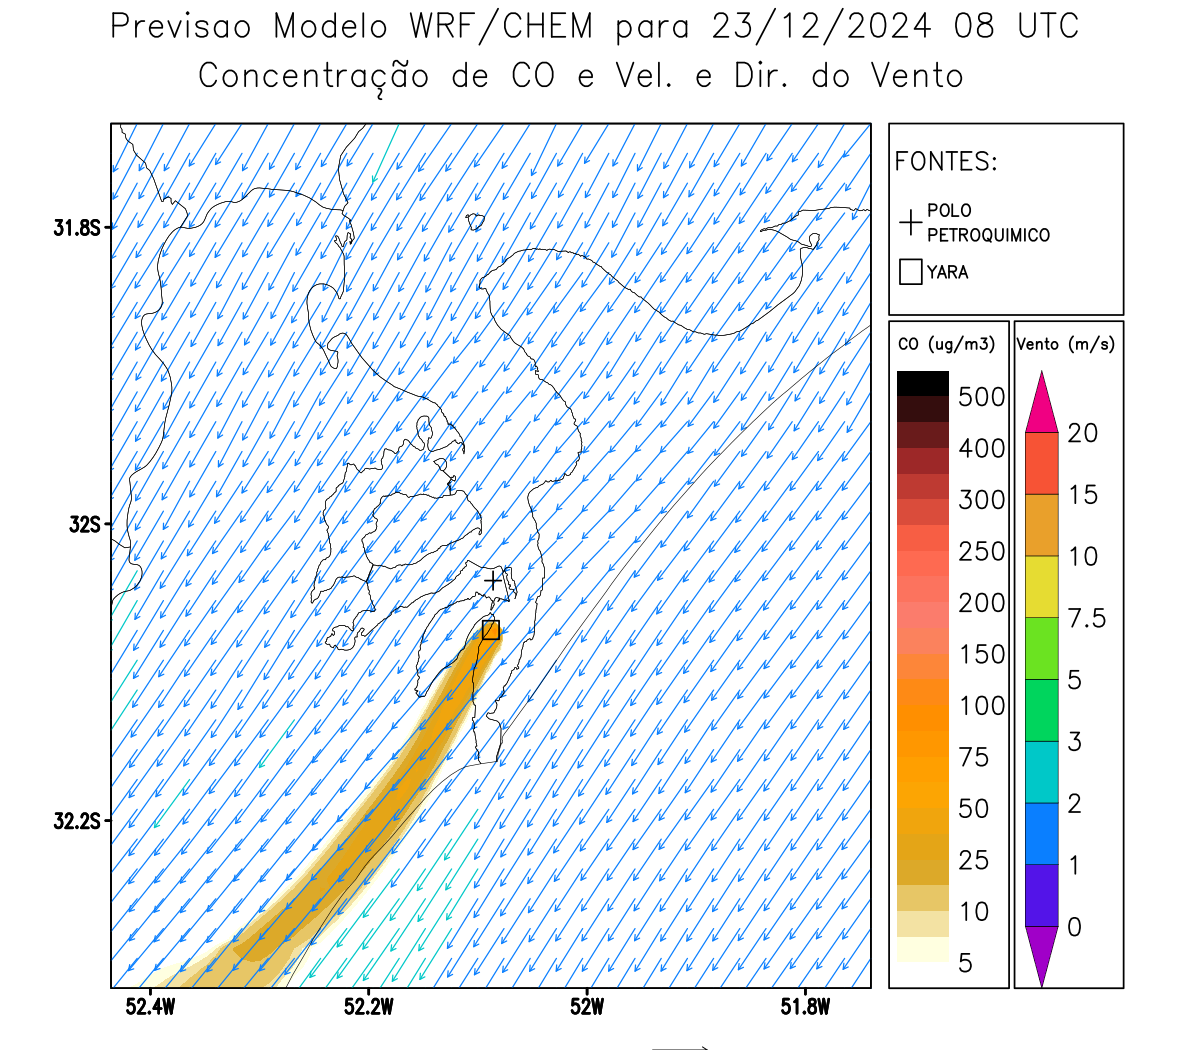 Previsao Modelo WRF/CHEM para 23/12/2024 08 UTC
Concentração de CO e Vel. e Dir. do Vento
FONTES:
POLO
PETROQUIMICO
YARA
CO (ug/m3)
500
400
300
250
200
150
100
75
50
25
10
5
Vento (m/s)
20
15
10
7.5
5
3
2
1
0
31.8S
32S
32.2S
52.4W
52.2W
52W
51.8W